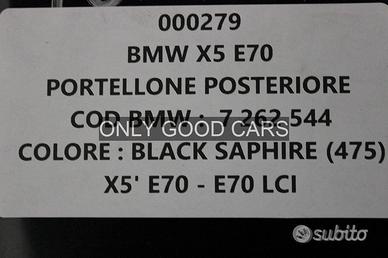 000279
BMW X5 E70
PORTELLONE POSTERIORE
COD BMW : 7 262 544
ONLY GOOD CARS
COLORE : BLACK SAPHIRE (475)
X5' E70 - E70 LCI
subito